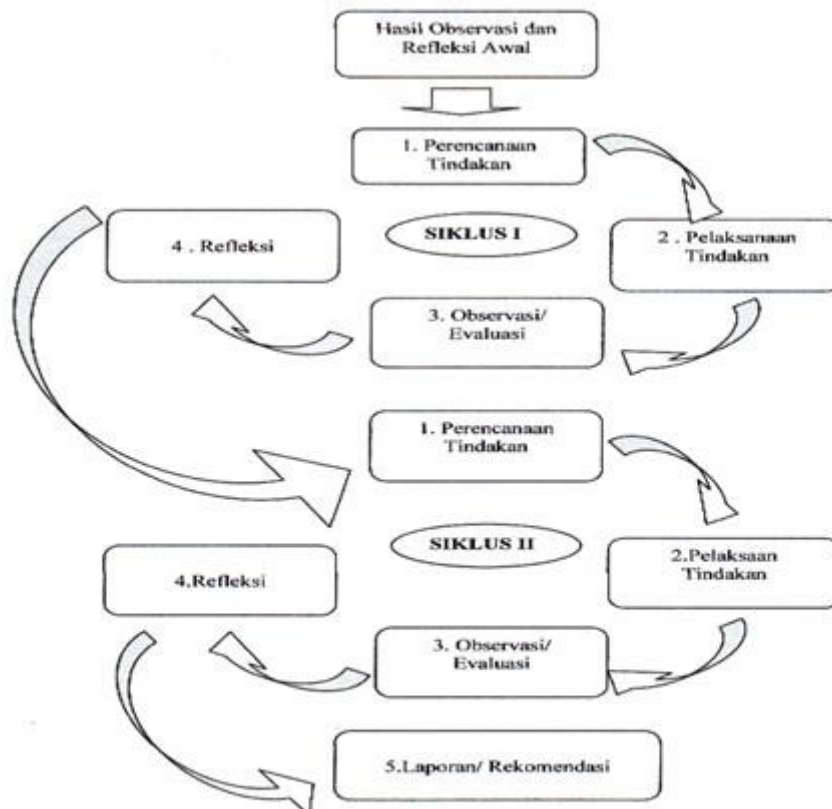 Hasil Observasi dan
Refleksi Awal
1. Perencanaan
Tindakan
SIKLUS I
2 . Pelaksanaan
Tindakan
3. Observasi/
Evaluasi
4 . Refleksi
1. Perencanaan
Tindakan
SIKLUS II
2.Pelaksaan
Tindakan
3. Observasi/
Evaluasi
4.Refleksi
5.Laporan/ Rekomendasi